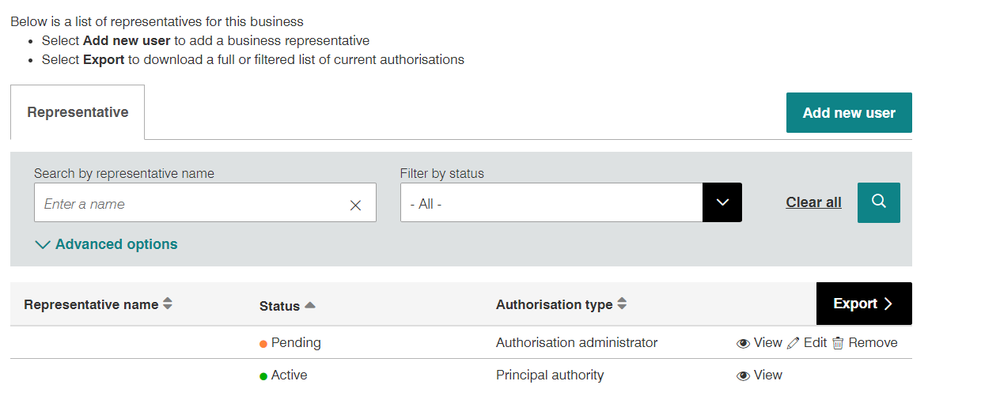 Below is a list of representatives for this business
• Select Add new user to add a business representative
• Select Export to download a full or filtered list of current authorisations
Representative
Add new user
Search by representative name
Filter by status
Enter a name
- All -
Clear all
Advanced options
Representative name
Status
Authorisation type
Export
Pending
Authorisation administrator
View Edit Remove
Active
Principal authority
View